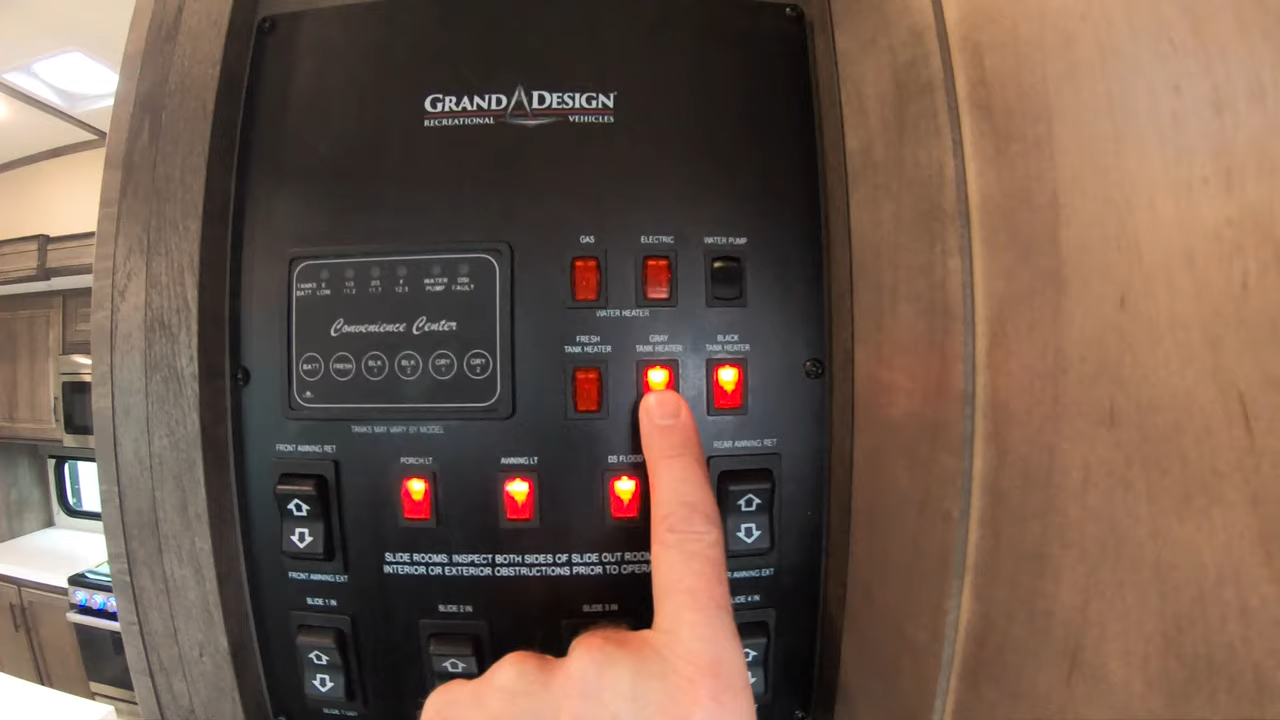 GRAND DESIGN
RECREATIONAL VEHICLES
GAS
ELECTRIC
WATER PUMP
WATER HEATER
TANKS E 1/3 2/3 F WATER DSI
BATT LOW 11.2 11.7 12.3 PUMP FAULT
Convenience Center
BATT
FRESH
BLK 1
BLK 2
GRY 1
GRY 2
TANKS MAY VARY BY MODEL
FRESH
TANK HEATER
GRAY
TANK HEATER
BLACK
TANK HEATER
FRONT AWNING RET
PORCH LT
AWNING LT
DS FLOOD
REAR AWNING RET
SLIDE ROOMS: INSPECT BOTH SIDES OF SLIDE OUT ROOM
INTERIOR OR EXTERIOR OBSTRUCTIONS PRIOR TO OPERA
FRONT AWNING EXT
AWNING EXT
SLIDE 1 IN
SLIDE 2 IN
SLIDE 3 IN
LIDE 4 IN
SLIDE 1 OUT